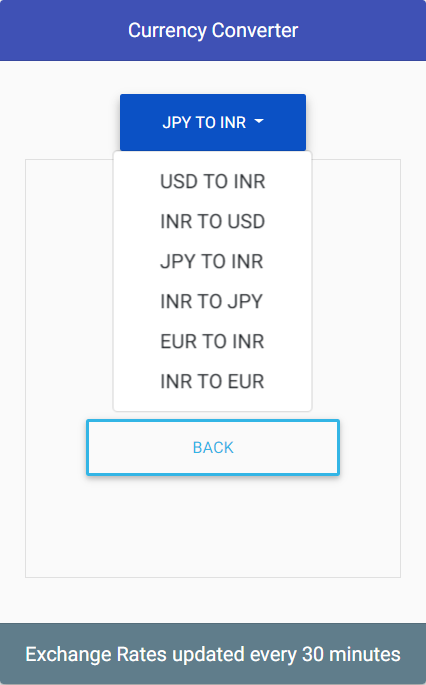 Currency Converter
JPY TO INR
USD TO INR
INR TO USD
JPY TO INR
INR TO JPY
EUR TO INR
INR TO EUR
BACK
Exchange Rates updated every 30 minutes